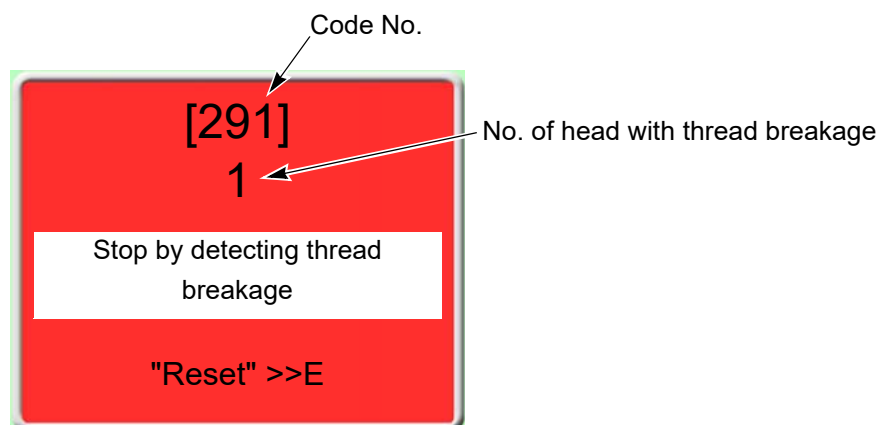 Code No.
[291]
No. of head with thread breakage
1
Stop by detecting thread
breakage
"Reset" >>E